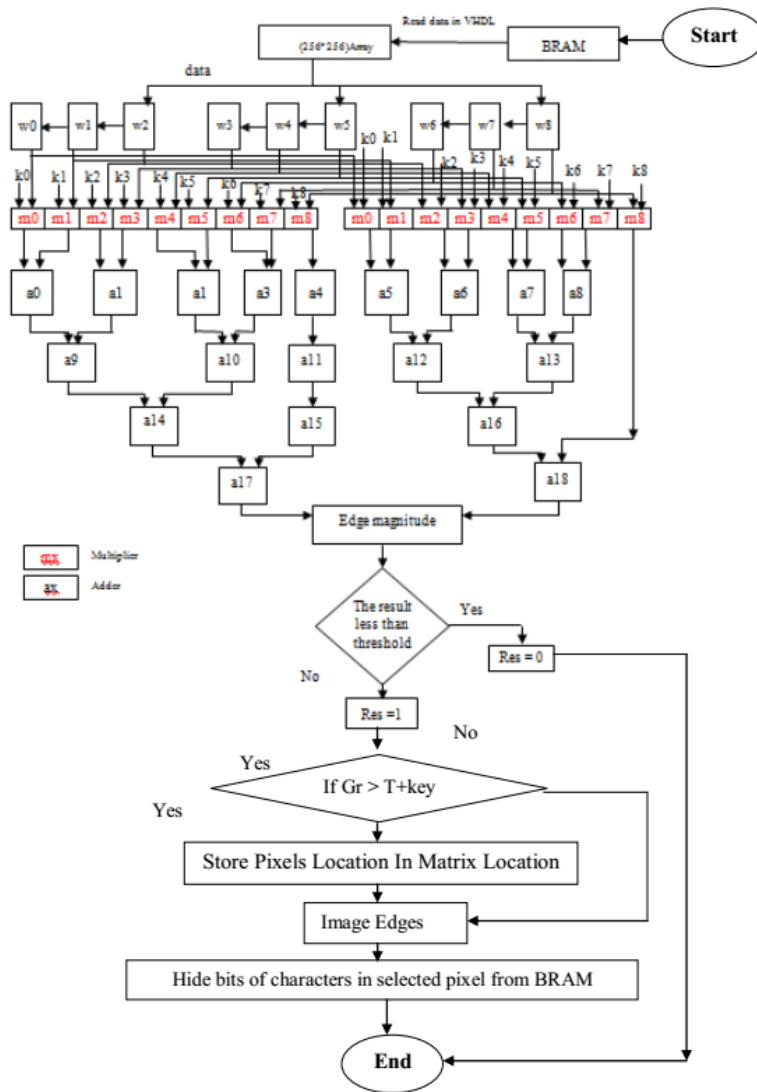 Read data in VHDL
(256*256)Array
BRAM
Start
data
w0 w1 w2 w3 w4 w5 w6 w7 w8
k0 k1
k2 k3 k4 k5 k6 k7 k8
k0 k1 k2 k3 k4 k5 k6 k7 k8
m0 m1 m2 m3 m4 m5 m6 m7 m8 m0 m1 m2 m3 m4 m5 m6 m7 m8
a0 a1 a1 a3 a4 a5 a6 a7 a8
a9 a10 a11 a12 a13
a14 a15 a16
a17 a18
Edge magnitude
mx Multiplier
ax Adder
The result
less than
threshold
Yes
Res = 0
No
Res =1
No
Yes
If Gr > T+key
Yes
Store Pixels Location In Matrix Location
Image Edges
Hide bits of characters in selected pixel from BRAM
End